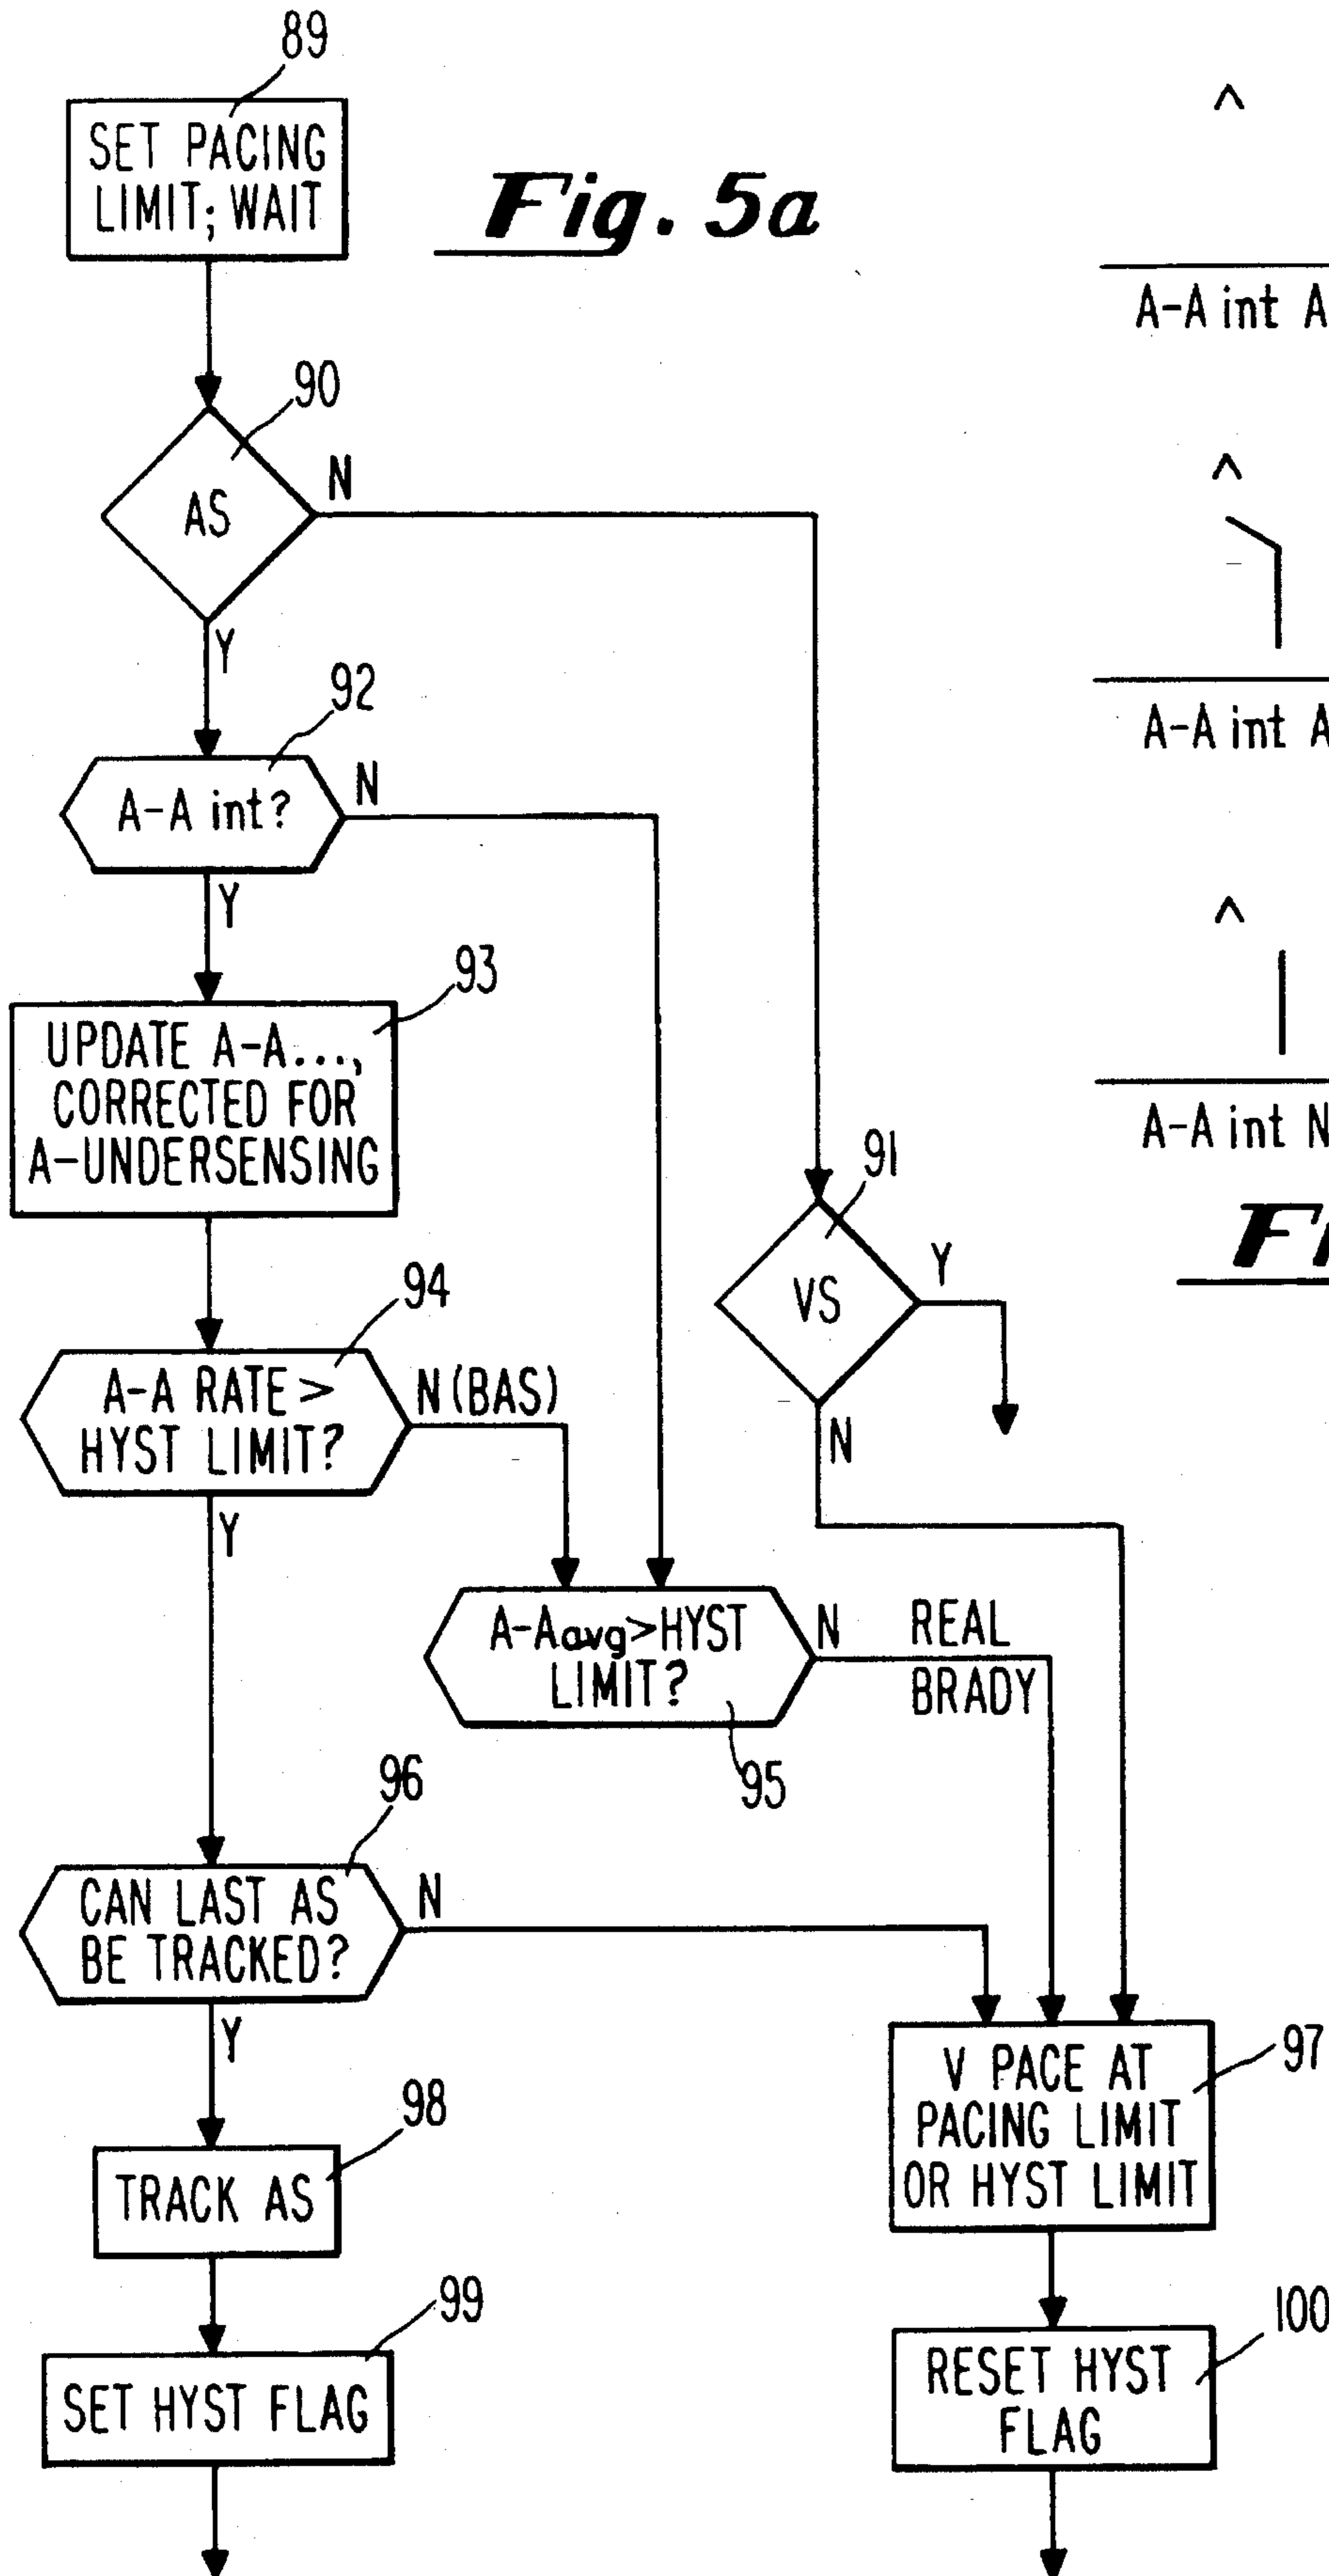 89
SET PACING
LIMIT; WAIT
Fig. 5a
A-A int A
90
AS
N
Y
92
A-A int?
N
Y
A-A int A
93
UPDATE A-A...,
CORRECTED FOR
A-UNDERSENSING
A-A int N
91
VS
Y
N
94
A-A RATE >
HYST LIMIT?
N (BAS)
Y
A-Aavg>HYST
LIMIT?
N
REAL
BRADY
95
96
CAN LAST AS
BE TRACKED?
N
Y
97
V PACE AT
PACING LIMIT
OR HYST LIMIT
98
TRACK AS
99
SET HYST FLAG
100
RESET HYST
FLAG